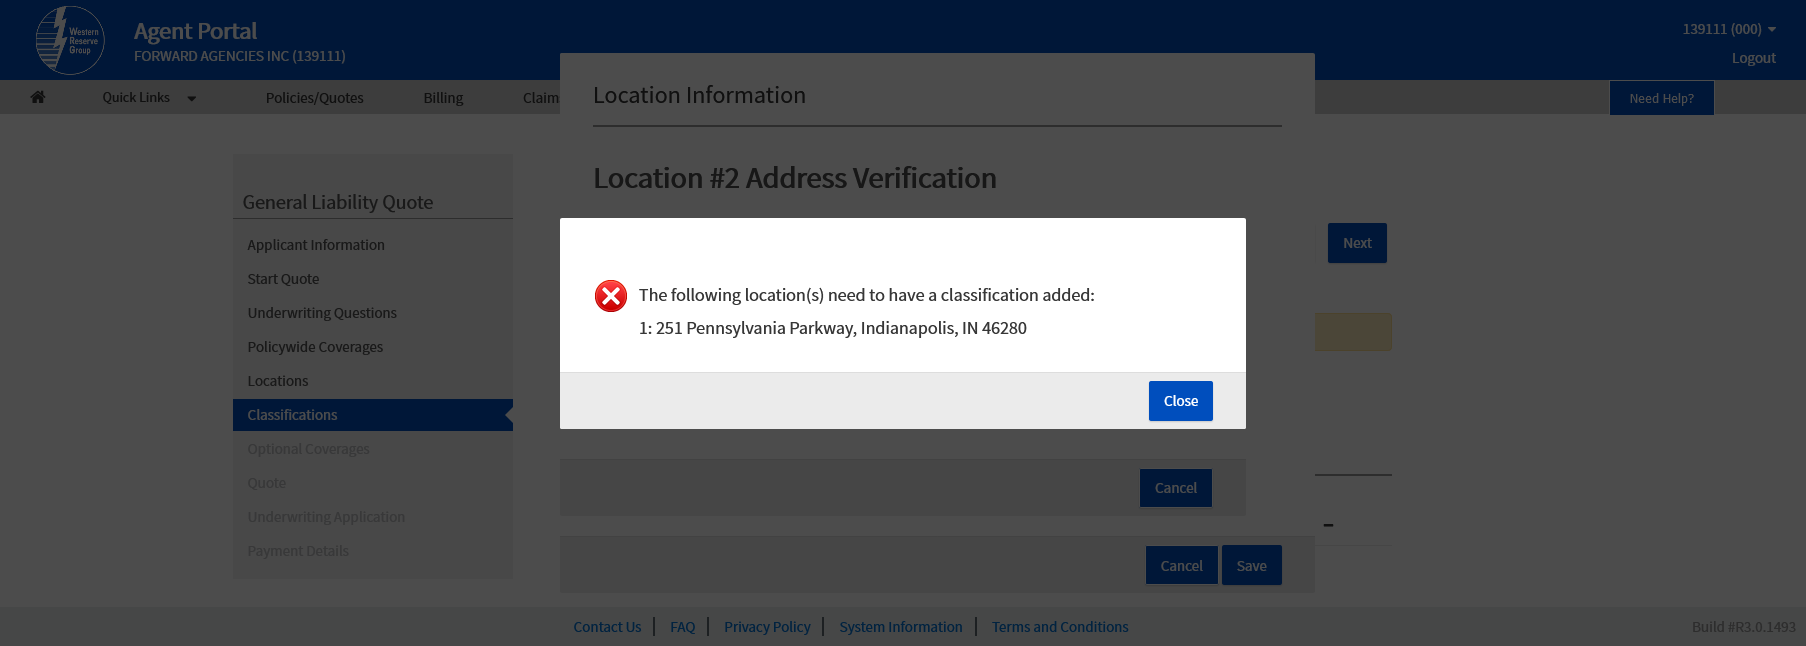 Western
Reserve
Group
Agent Portal
FORWARD AGENCIES INC (139111)
139111 (000)
Logout
Quick Links
Policies/Quotes
Billing
Claim
Need Help?
Location Information
Location #2 Address Verification
General Liability Quote
Applicant Information
Start Quote
Underwriting Questions
Policywide Coverages
Locations
Classifications
Optional Coverages
Quote
Underwriting Application
Payment Details
Next
The following location(s) need to have a classification added:
1: 251 Pennsylvania Parkway, Indianapolis, IN 46280
Close
Cancel
Cancel
Save
Contact Us
FAQ
Privacy Policy
System Information
Terms and Conditions
Build #R3.0.1493